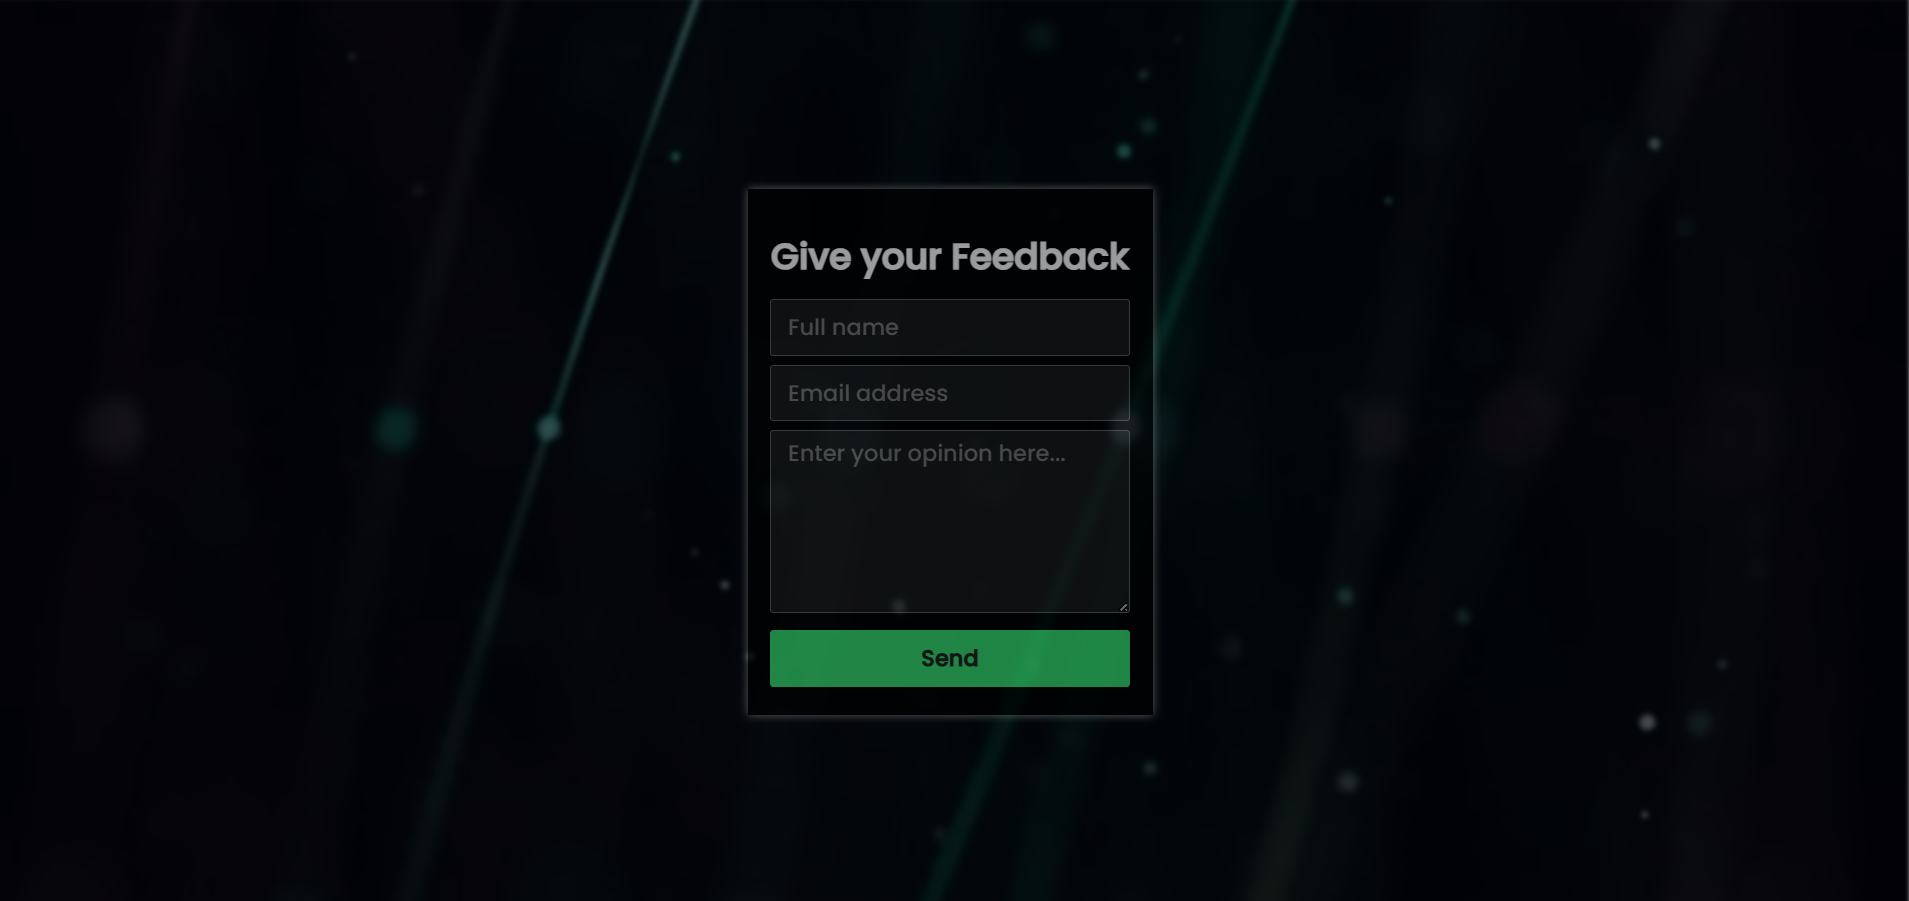 Give your Feedback
Full name
Email address
Enter your opinion here...
Send